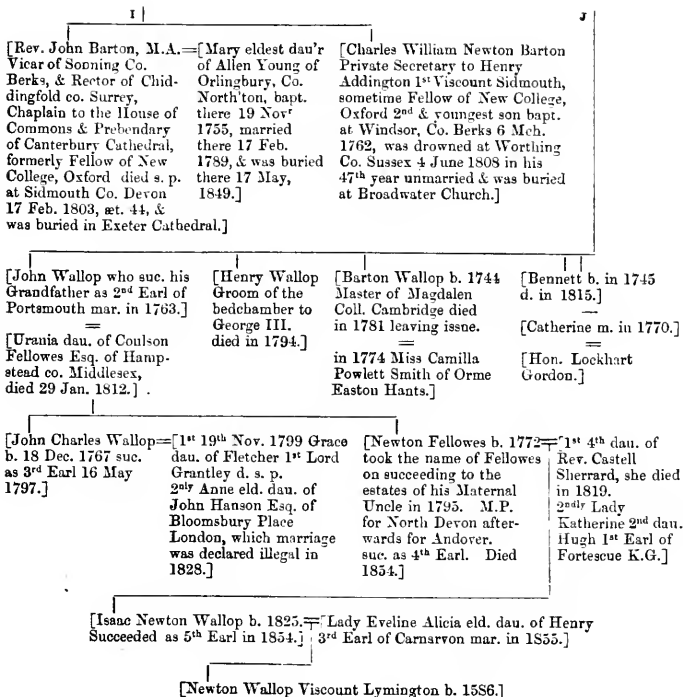 I
J
[Rev. John Barton, M.A.=
Vicar of Sonning Co.
Berks, & Rector of Chid-
dingfold co. Surrey,
Chaplain to the House of
Commons & Prebendary
of Canterbury Cathedral,
formerly Fellow of New
College, Oxford died s. p.
at Sidmouth Co. Devon
17 Feb. 1803, æt. 44, &
was buried in Exeter Cathedral.]
[Mary eldest dau'r
of Allen Young of
Orlingbury, Co.
North'ton, bapt.
there 19 Novr
1755, married
there 17 Feb.
1789, & was buried
there 17 May,
1849.]
[Charles William Newton Barton
Private Secretary to Henry
Addington 1st Viscount Sidmouth,
sometime Fellow of New College,
Oxford 2nd & youngest son bapt.
at Windsor, Co. Berks 6 Mch.
1762, was drowned at Worthing
Co. Sussex 4 June 1808 in his
47th year unmarried & was buried
at Broadwater Church.]
[John Wallop who suc. his
Grandfather as 2nd Earl of
Portsmouth mar. in 1763.]
=
[Urania dau. of Coulson
Fellowes Esq. of Hamp-
stead co. Middlesex,
died 29 Jan. 1812.] .
[Henry Wallop
Groom of the
bedchamber to
George III.
died in 1794.]
[Barton Wallop b. 1744
Master of Magdalen
Coll. Cambridge died
in 1781 leaving issue.
=
in 1774 Miss Camilla
Powlett Smith of Orme
Easton Hants.]
[Bennett b. in 1745
d. in 1815.]
—
[Catherine m. in 1770.]
=
[Hon. Lockhart
Gordon.]
[John Charles Wallop=
b. 18 Dec. 1767 suc.
as 3rd Earl 16 May
1797.]
[1st 19th Nov. 1799 Grace
dau. of Fletcher 1st Lord
Grantley d. s. p.
2nly Anne eld. dau. of
John Hanson Esq. of
Bloomsbury Place
London, which marriage
was declared illegal in
1828.]
[Newton Fellowes b. 1772=
took the name of Fellowes
on succeeding to the
estates of his Maternal
Uncle in 1795. M.P.
for North Devon after-
wards for Andover.
suc. as 4th Earl. Died
1854.]
[1st 4th dau. of
Rev. Castell
Sherrard, she died
in 1819.
2ndly Lady
Katherine 2nd dau.
Hugh 1st Earl of
Fortescue K.G.]
[Isaac Newton Wallop b. 1825.=[Lady Eveline Alicia eld. dau. of Henry
Succeeded as 5th Earl in 1854.] 3rd Earl of Carnarvon mar. in 1855.]
[Newton Wallop Viscount Lymington b. 1586.]